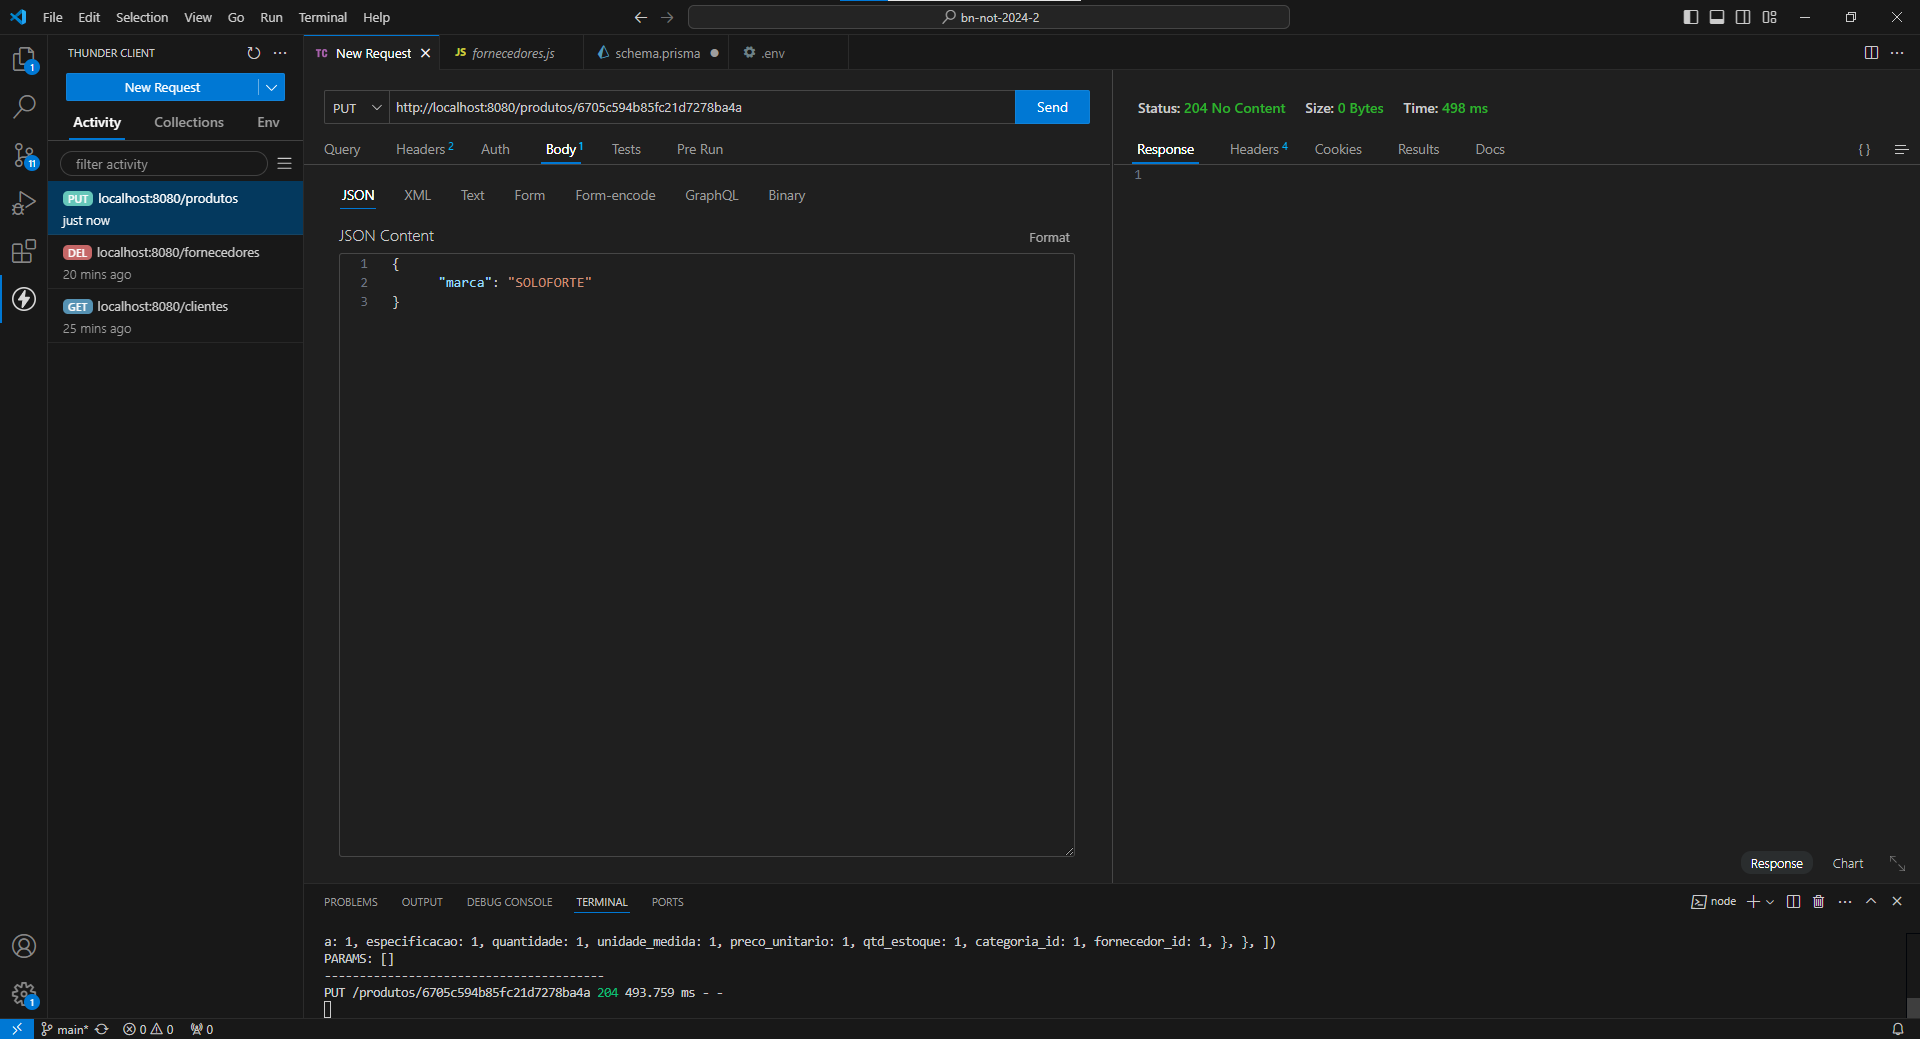 File Edit Selection View Go Run Terminal Help
bn-not-2024-2
THUNDER CLIENT
New Request
Activity Collections Env
filter activity
PUT localhost:8080/produtos
just now
DEL localhost:8080/fornecedores
20 mins ago
GET localhost:8080/clientes
25 mins ago
1
11
1
TC New Request
JS fornecedores.js
schema.prisma
.env
PUT http://localhost:8080/produtos/6705c594b85fc21d7278ba4a Send
Query Headers 2 Auth Body 1 Tests Pre Run
JSON XML Text Form Form-encode GraphQL Binary
JSON Content Format
1 {
2 "marca": "SOLOFORTE"
3 }
Status: 204 No Content Size: 0 Bytes Time: 498 ms
Response Headers 4 Cookies Results Docs { }
1
Response Chart
PROBLEMS OUTPUT DEBUG CONSOLE TERMINAL PORTS node
a: 1, especificacao: 1, quantidade: 1, unidade_medida: 1, preco_unitario: 1, qtd_estoque: 1, categoria_id: 1, fornecedor_id: 1, }, }, ])
PARAMS: []
----------------------------------------
PUT /produtos/6705c594b85fc21d7278ba4a 204 493.759 ms - -
main* 0 0 0